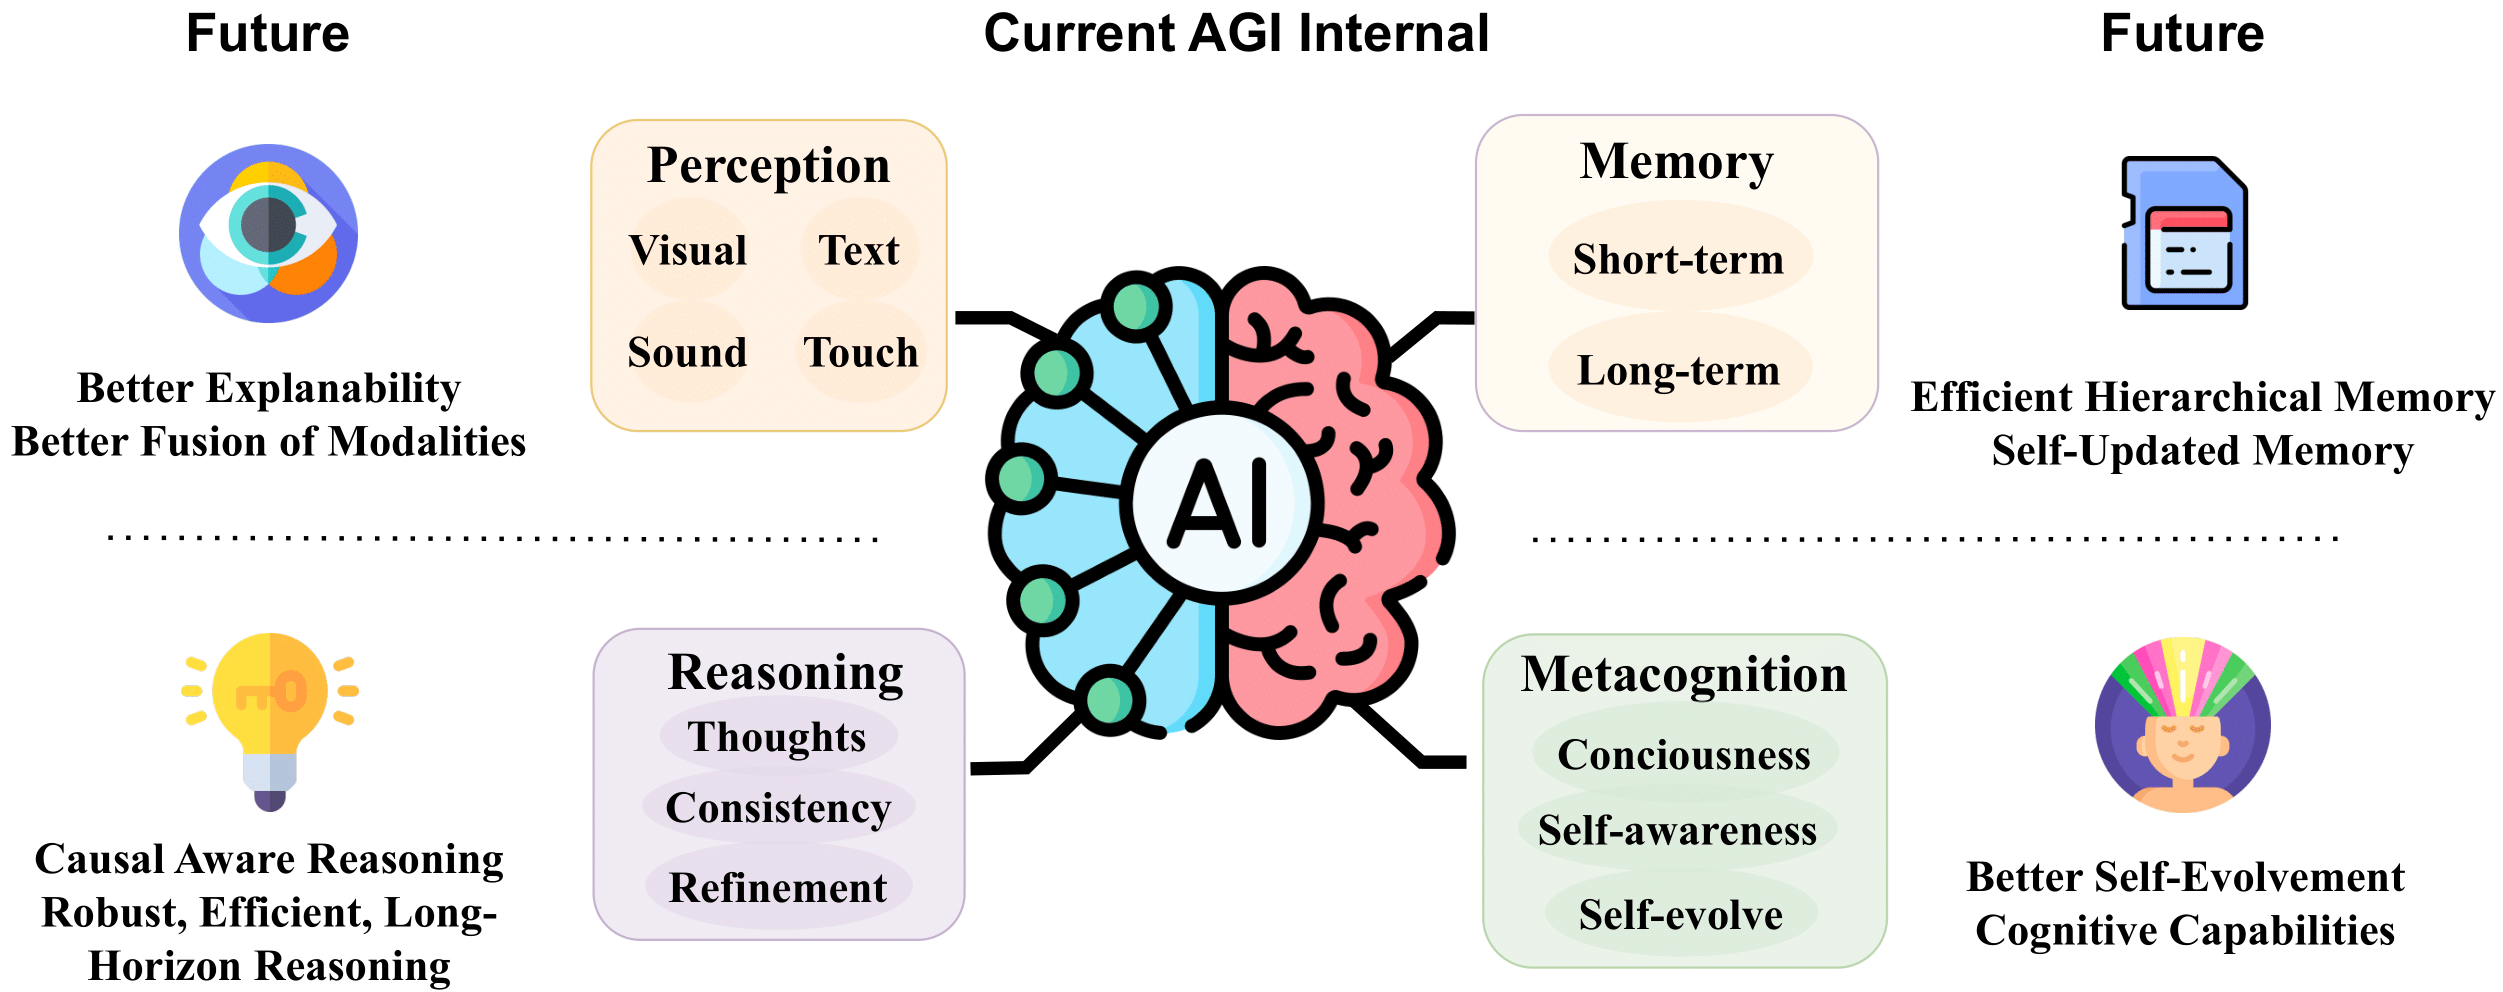 Future
Current AGI Internal
Future
Perception
Visual
Text
Sound
Touch
Better Explanability
Better Fusion of Modalities
Memory
Short-term
Long-term
Efficient Hierarchical Memory
Self-Updated Memory
AI
Reasoning
Thoughts
Consistency
Refinement
Causal Aware Reasoning
Robust, Efficient, Long-
Horizon Reasoning
Metacognition
Conciousness
Self-awareness
Self-evolve
Better Self-Evolvement
Cognitive Capabilities